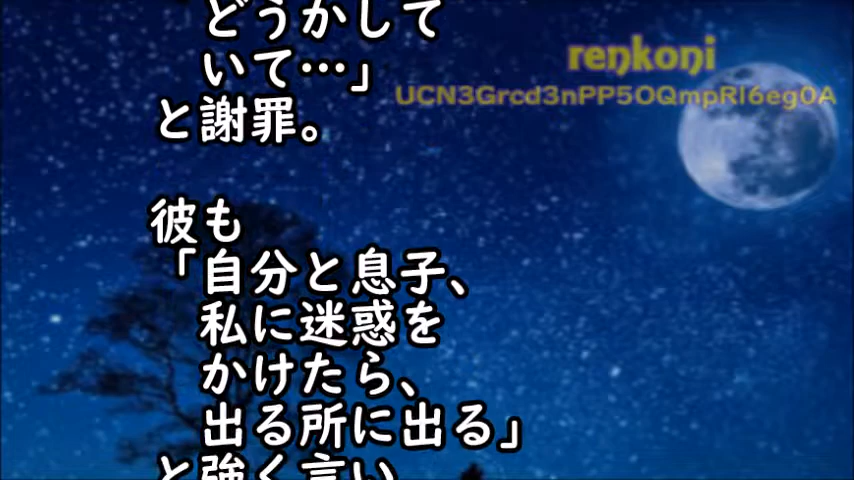 どうかして
いて…」
と謝罪。
彼も
「自分と息子、
私に迷惑を
かけたら、
出る所に出る」
と強く言い
renkoni
UCN3Grcd3nPP5OQmpRl6eg0A